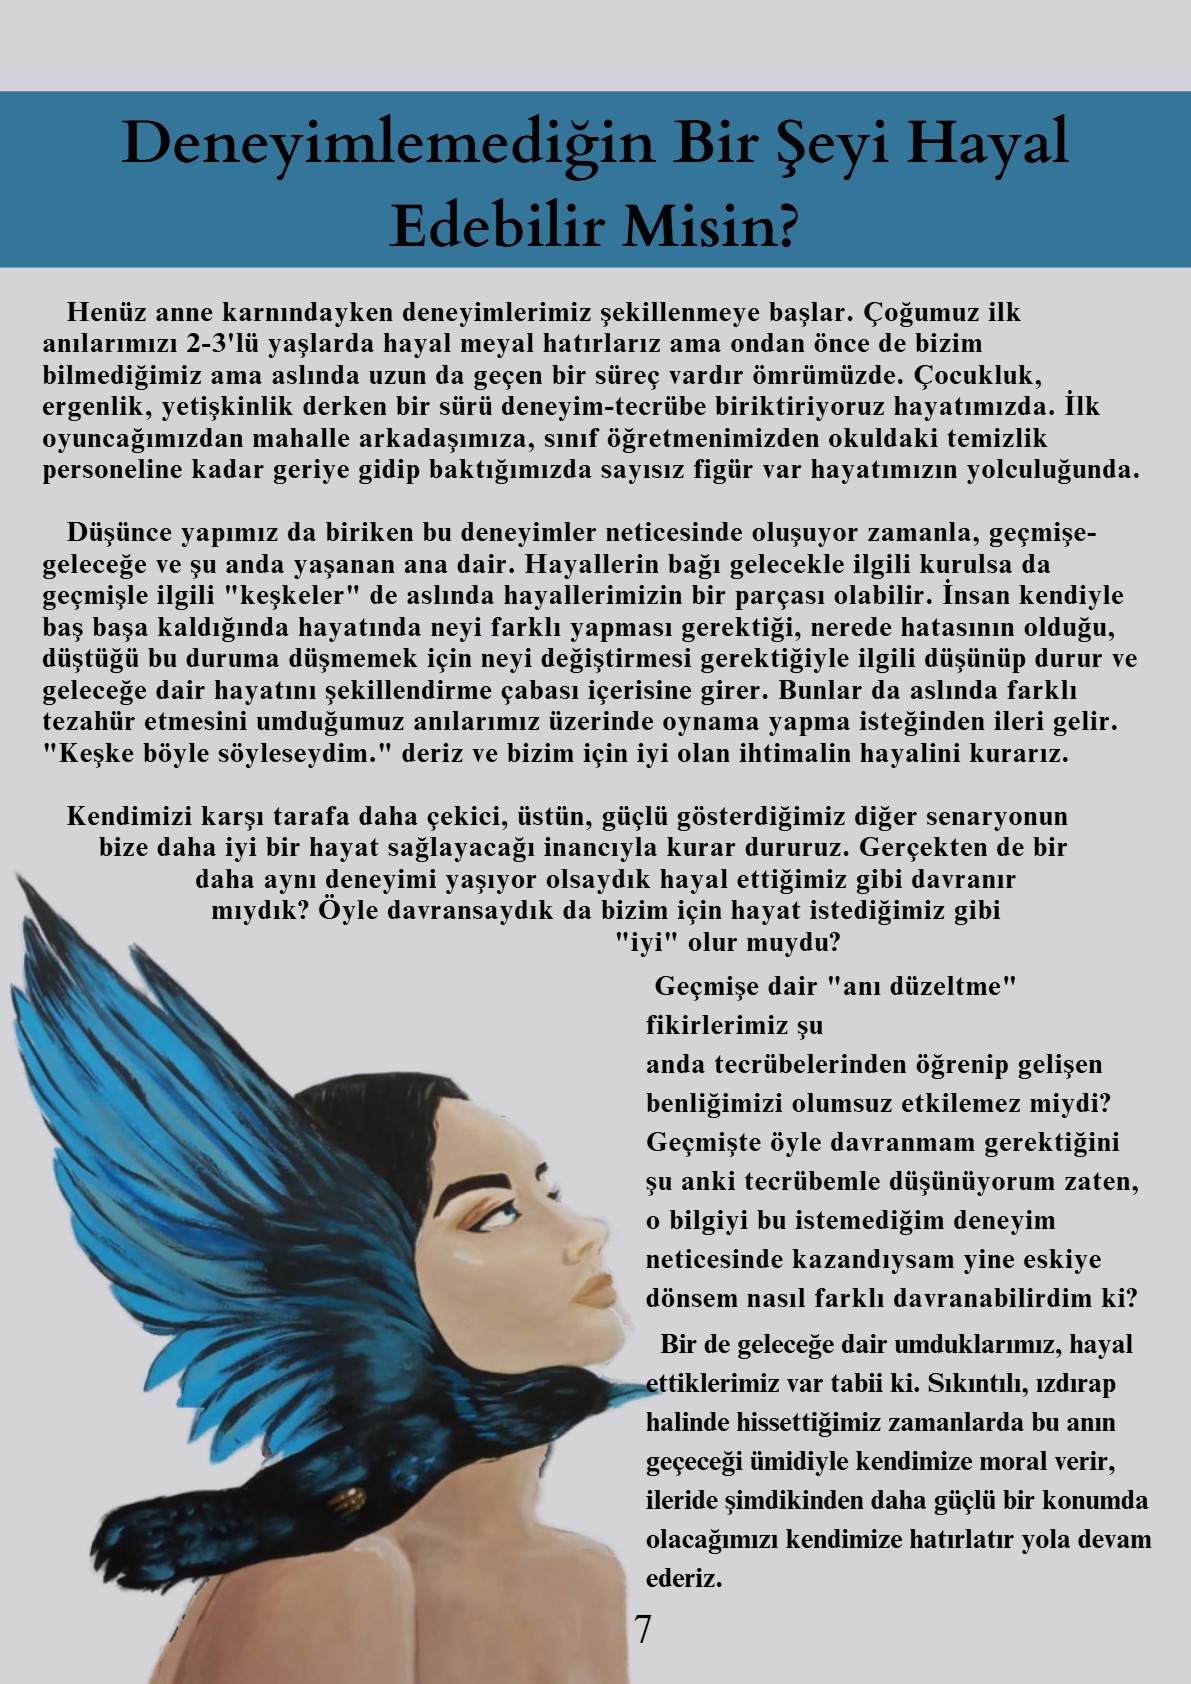 Deneyimlemediğin Bir Şeyi Hayal
Edebilir Misin?
Henüz anne karnındayken deneyimlerimiz şekillenmeye başlar. Çoğumuz ilk
anılarımızı 2-3'lü yaşlarda hayal meyal hatırlarız ama ondan önce de bizim
bilmediğimiz ama aslında uzun da geçen bir süreç vardır ömrümüzde. Çocukluk,
ergenlik, yetişkinlik derken bir sürü deneyim-tecrübe biriktiriyoruz hayatımızda. İlk
oyuncağımızdan mahalle arkadaşımıza, sınıf öğretmenimizden okuldaki temizlik
personeline kadar geriye gidip baktığımızda sayısız figür var hayatımızın yolculuğunda.
Düşünce yapımız da biriken bu deneyimler neticesinde oluşuyor zamanla, geçmişe-
geleceğe ve şu anda yaşanan ana dair. Hayallerin bağı gelecekle ilgili kurulsa da
geçmişle ilgili "keşkeler" de aslında hayallerimizin bir parçası olabilir. İnsan kendiyle
baş başa kaldığında hayatında neyi farklı yapması gerektiği, nerede hatasının olduğu,
düştüğü bu duruma düşmemek için neyi değiştirmesi gerektiğiyle ilgili düşünüp durur ve
geleceğe dair hayatını şekillendirme çabası içerisine girer. Bunlar da aslında farklı
tezahür etmesini umduğumuz anılarımız üzerinde oynama yapma isteğinden ileri gelir.
"Keşke böyle söyleseydim." deriz ve bizim için iyi olan ihtimalin hayalini kurarız.
Kendimizi karşı tarafa daha çekici, üstün, güçlü gösterdiğimiz diğer senaryonun
bize daha iyi bir hayat sağlayacağı inancıyla kurar dururuz. Gerçekten de bir
daha aynı deneyimi yaşıyor olsaydık hayal ettiğimiz gibi davranır
mıydık? Öyle davransaydık da bizim için hayat istediğimiz gibi
"iyi" olur muydu?
Geçmişe dair "anı düzeltme"
fikirlerimiz şu
anda tecrübelerinden öğrenip gelişen
benliğimizi olumsuz etkilemez miydi?
Geçmişte öyle davranmam gerektiğini
şu anki tecrübemle düşünüyorum zaten,
o bilgiyi bu istemediğim deneyim
neticesinde kazandıysam yine eskiye
dönsem nasıl farklı davranabilirdim ki?
Bir de geleceğe dair umduklarımız, hayal
ettiklerimiz var tabii ki. Sıkıntılı, ızdırap
halinde hissettiğimiz zamanlarda bu anın
geçeceği ümidiyle kendimize moral verir,
ileride şimdikinden daha güçlü bir konumda
olacağımızı kendimize hatırlatır yola devam
ederiz.
7